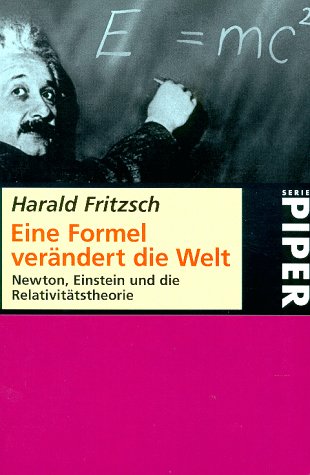 E = mc²
Harald Fritzsch
Eine Formel
verändert die Welt
Newton, Einstein und die
Relativitätstheorie
SERIE
PIPER